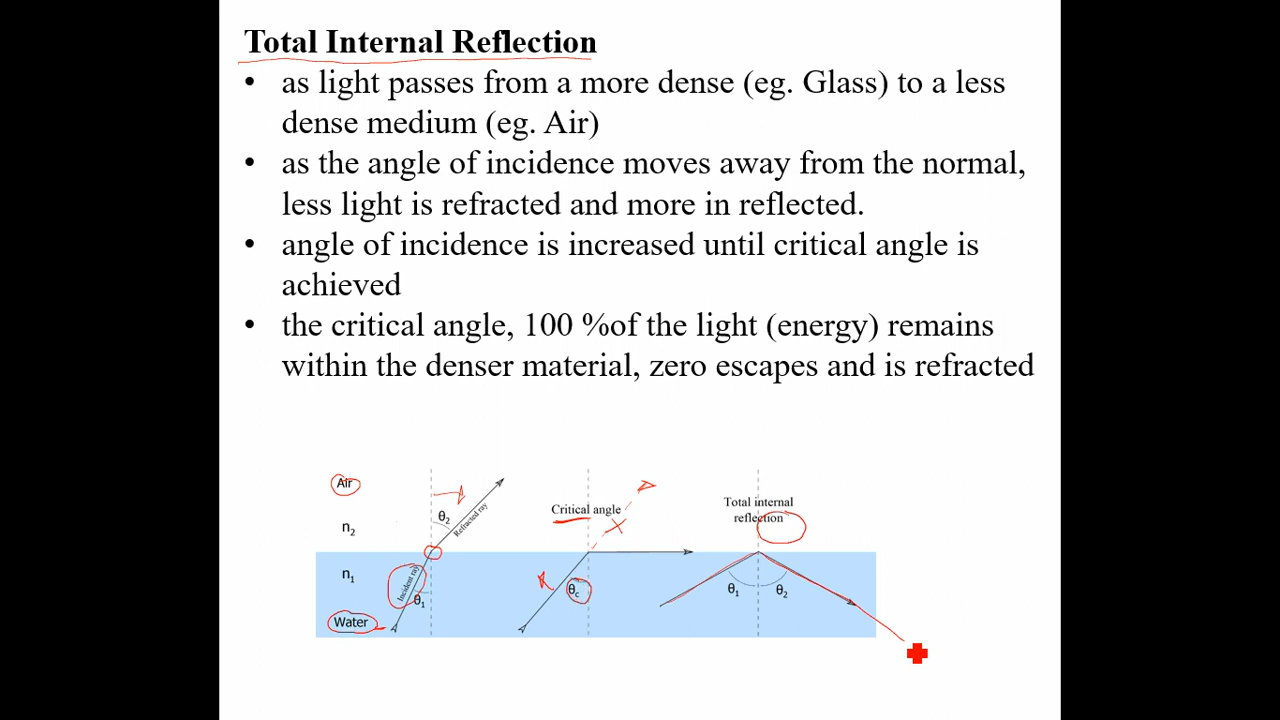 Total Internal Reflection
• as light passes from a more dense (eg. Glass) to a less
dense medium (eg. Air)
• as the angle of incidence moves away from the normal,
less light is refracted and more in reflected.
• angle of incidence is increased until critical angle is
achieved
• the critical angle, 100 %of the light (energy) remains
within the denser material, zero escapes and is refracted
Air
n₂
n₁
Water
θ₂
Refracted ray
Incident ray
θ₁
Critical angle
θc
Total internal
reflection
θ₁
θ₂